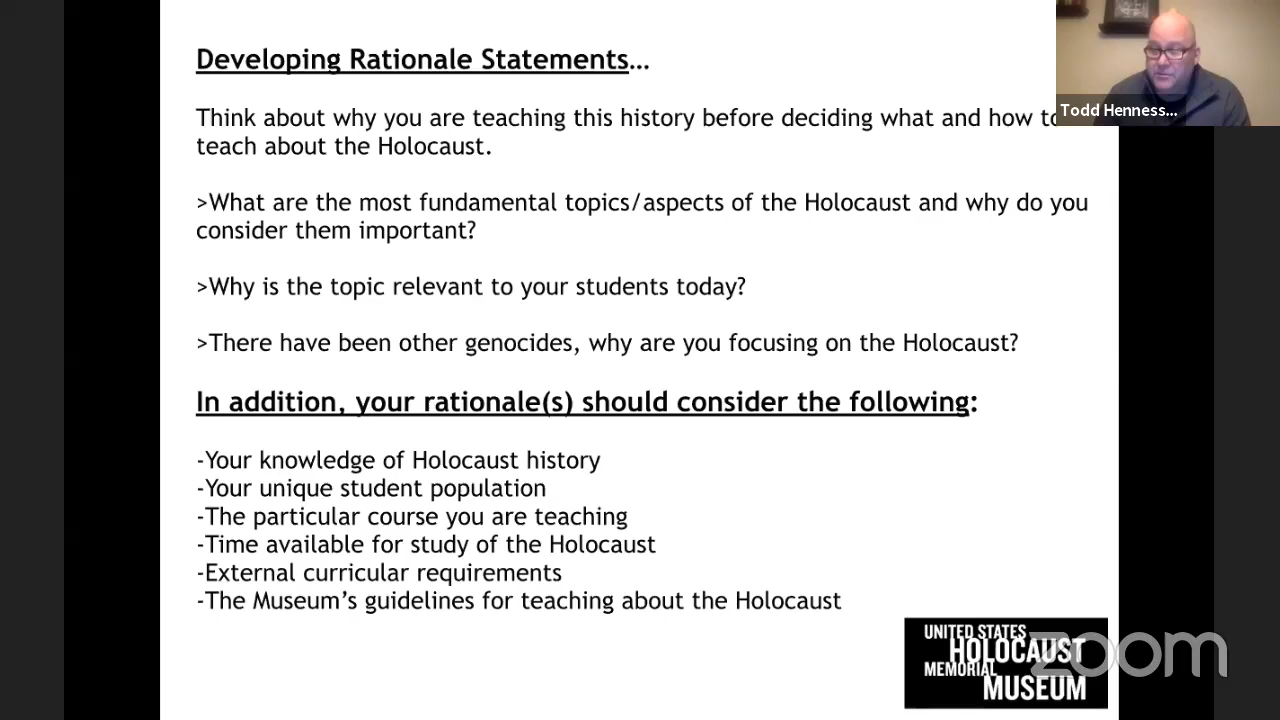 Developing Rationale Statements…
Think about why you are teaching this history before deciding what and how to
teach about the Holocaust.
>What are the most fundamental topics/aspects of the Holocaust and why do you
consider them important?
>Why is the topic relevant to your students today?
>There have been other genocides, why are you focusing on the Holocaust?
In addition, your rationale(s) should consider the following:
-Your knowledge of Holocaust history
-Your unique student population
-The particular course you are teaching
-Time available for study of the Holocaust
-External curricular requirements
-The Museum’s guidelines for teaching about the Holocaust
Todd Henness...
UNITED STATES
HOLOCAUST
MEMORIAL
MUSEUM
zoom